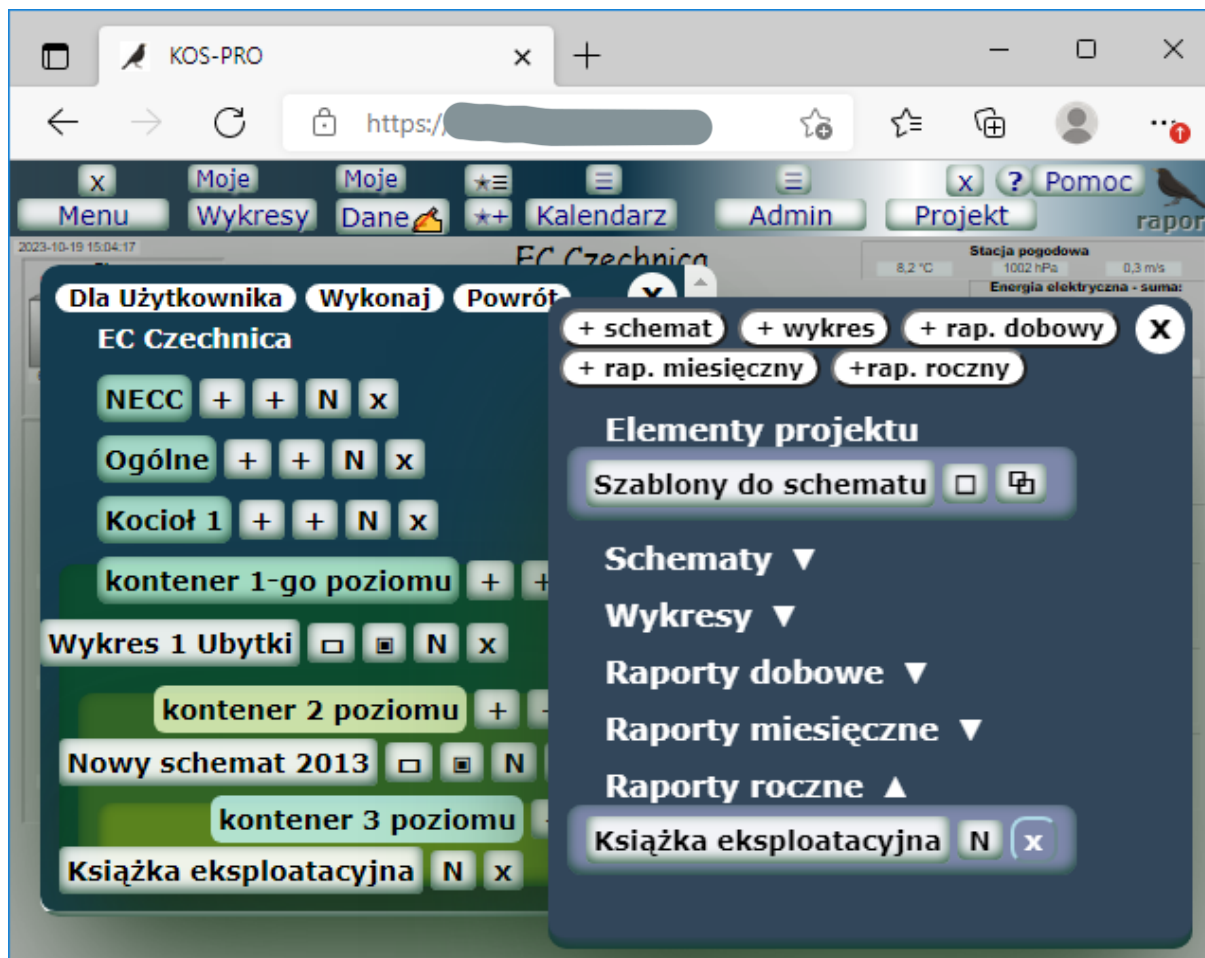 KOS-PRO
https://
x Moje Moje ★≡ ☰ ☰ x ? Pomoc
Menu Wykresy Dane ★+ Kalendarz Admin Projekt rapor
2023-10-19 15:04:17
EC Czechnica
Stacja pogodowa
8,2 °C 1002 hPa 0,3 m/s
Energia elektryczna - suma:
Dla Użytkownika Wykonaj Powrót x
EC Czechnica
NECC + + N x
Ogólne + + N x
Kocioł 1 + + N x
kontener 1-go poziomu + +
Wykres 1 Ubytki ▭ ▣ N x
kontener 2 poziomu +
Nowy schemat 2013 ▭ ▣ N
kontener 3 poziomu
Książka eksploatacyjna N x
+ schemat + wykres + rap. dobowy x
+ rap. miesięczny +rap. roczny
Elementy projektu
Szablony do schematu
Schematy ▼
Wykresy ▼
Raporty dobowe ▼
Raporty miesięczne ▼
Raporty roczne ▲
Książka eksploatacyjna N x